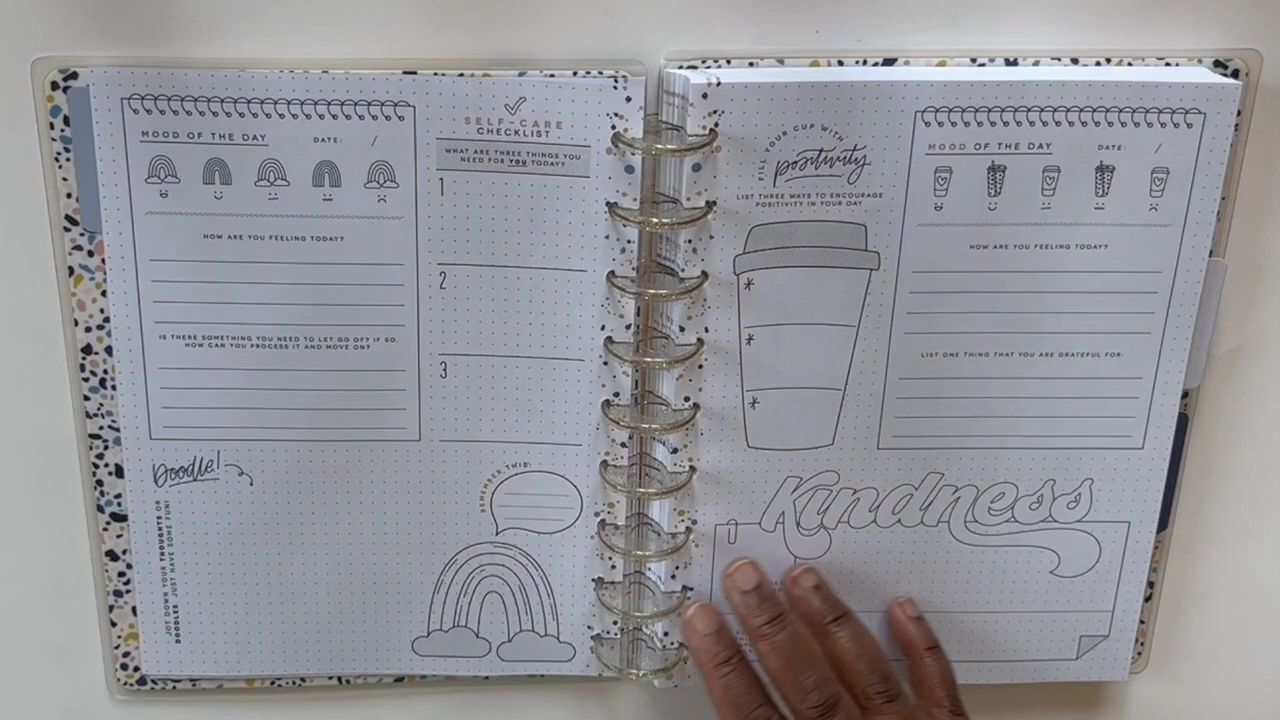 MOOD OF THE DAY
DATE: /
HOW ARE YOU FEELING TODAY?
IS THERE SOMETHING YOU NEED TO LET GO OF? IF SO,
HOW CAN YOU PROCESS IT AND MOVE ON?
SELF-CARE
CHECKLIST
WHAT ARE THREE THINGS YOU
NEED FOR YOU TODAY?
1
2
3
Doodle!
JOT DOWN YOUR THOUGHTS OR
DOODLES JUST HAVE SOME FUN!
REMEMBER THIS:
FILL YOUR CUP WITH
positivity
LIST THREE WAYS TO ENCOURAGE
POSITIVITY IN YOUR DAY
*
*
*
MOOD OF THE DAY
DATE: /
HOW ARE YOU FEELING TODAY?
LIST ONE THING THAT YOU ARE GRATEFUL FOR:
Kindness